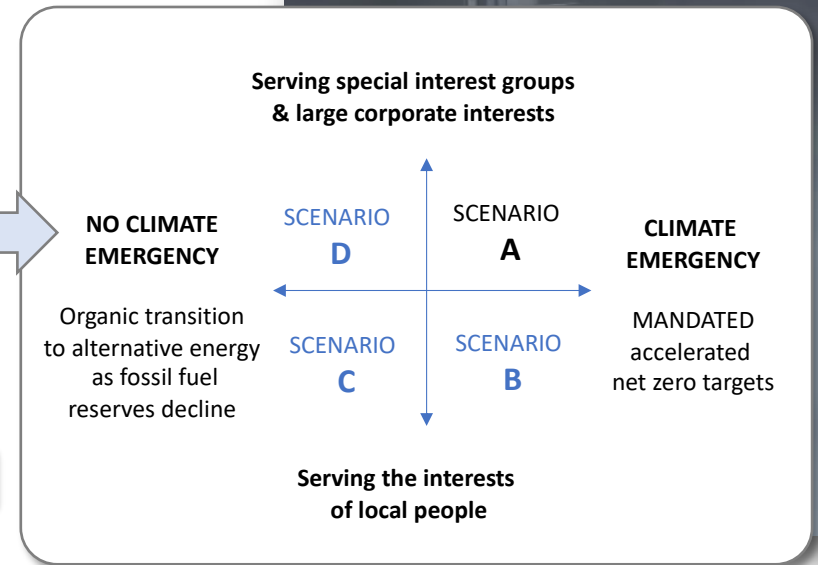 Serving special interest groups
& large corporate interests
NO CLIMATE
EMERGENCY
Organic transition
to alternative energy
as fossil fuel
reserves decline
SCENARIO
D
SCENARIO
A
SCENARIO
C
SCENARIO
B
CLIMATE
EMERGENCY
MANDATED
accelerated
net zero targets
Serving the interests
of local people